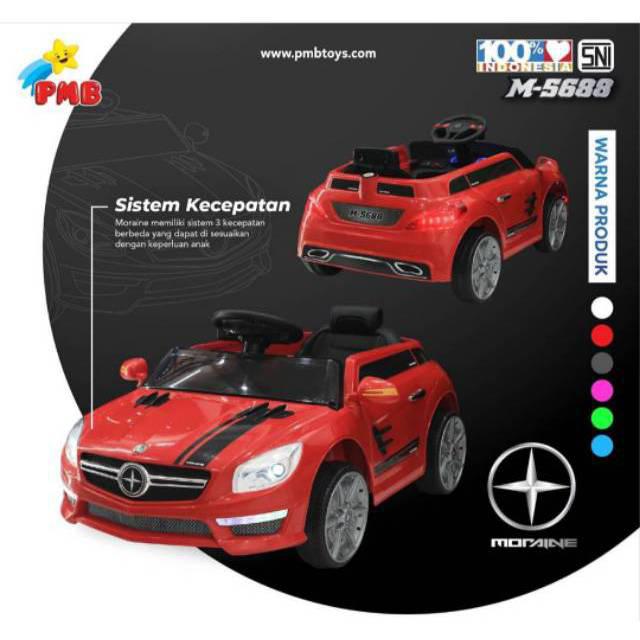 PMB
www.pmbtoys.com
100%
INDONESIA
SNI
M-5688
WARNA PRODUK
Sistem Kecepatan
Moraine memiliki sistem 3 kecepatan
berbeda yang dapat di sesuaikan
dengan keperluan anak
M-5688
MORAINE